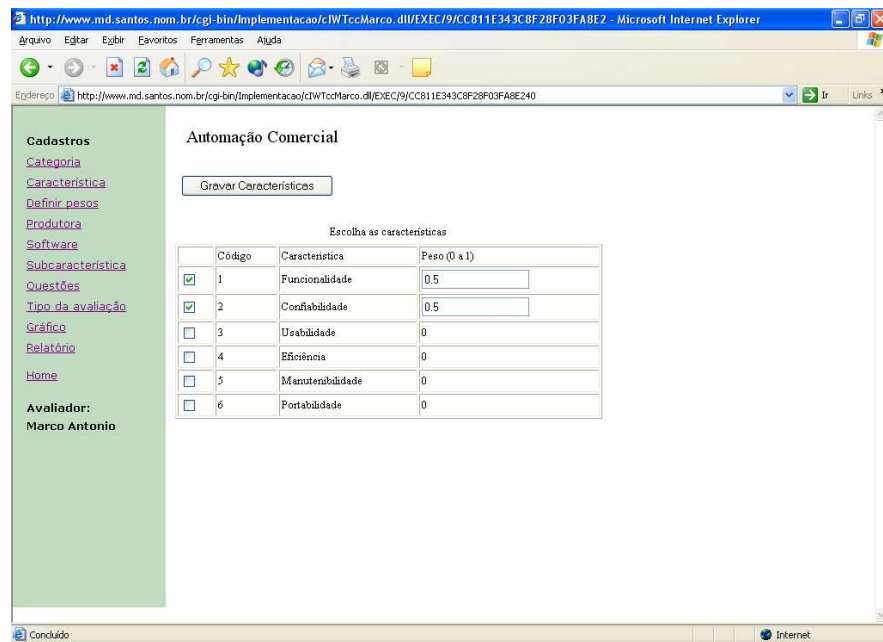 http://www.md.santos.nom.br/cgi-bin/Implementacao/cIWTccMarco.dll/EXEC/9/CC811E343C8F28F03FA8E2 - Microsoft Internet Explorer
Arquivo Editar Exibir Favoritos Ferramentas Ajuda
Endereço http://www.md.santos.nom.br/cgi-bin/Implementacao/cIWTccMarco.dll/EXEC/9/CC811E343C8F28F03FA8E240 Ir Links
Cadastros
Categoria
Característica
Definir pesos
Produtora
Software
Subcaracterística
Questões
Tipo da avaliação
Gráfico
Relatório
Home
Avaliador:
Marco Antonio
Automação Comercial
Gravar Características
Escolha as características
Código Caracteristica Peso (0 a 1)
1 Funcionalidade 0.5
2 Confiabilidade 0.5
3 Usabilidade 0
4 Eficiência 0
5 Manutenibilidade 0
6 Portabilidade 0
Concluído Internet